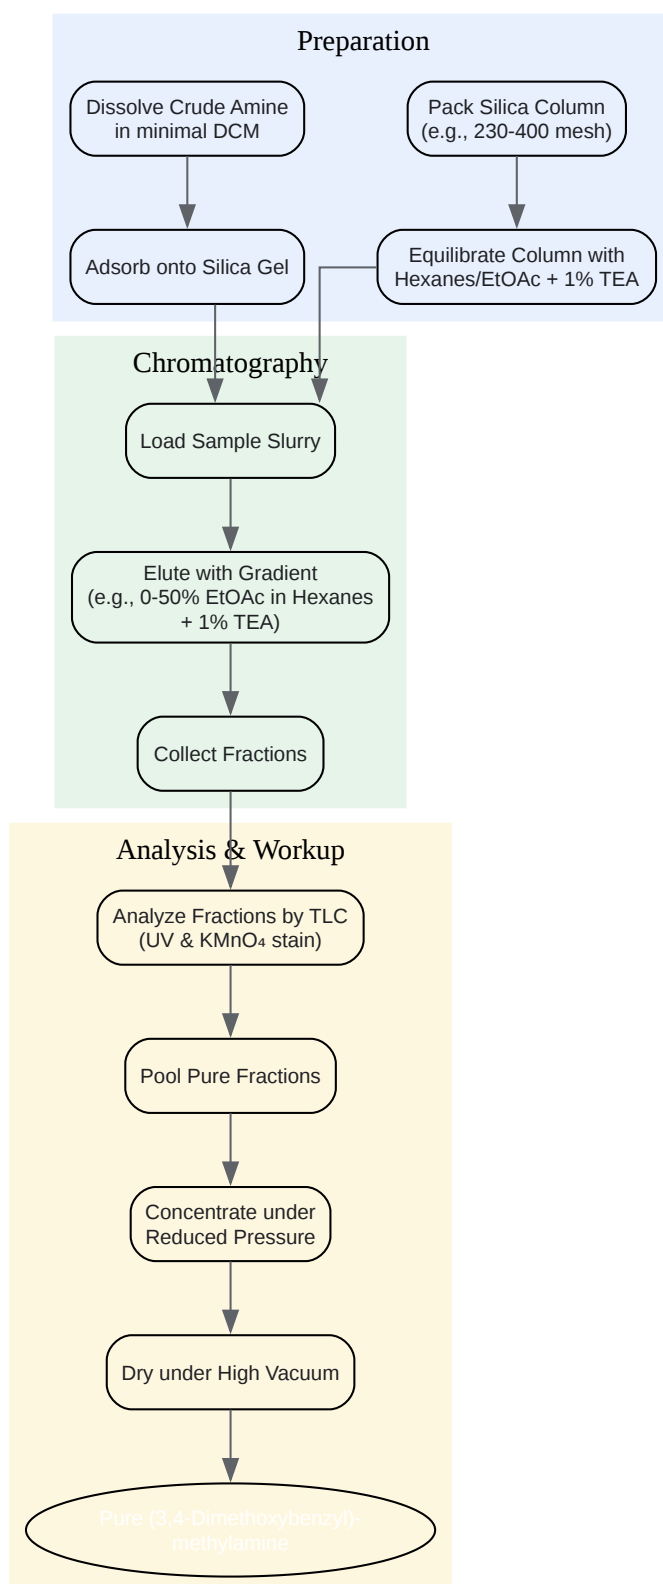 Preparation
Dissolve Crude Amine
in minimal DCM
Pack Silica Column
(e.g., 230-400 mesh)
Adsorb onto Silica Gel
Equilibrate Column with
Hexanes/EtOAc + 1% TEA
Chromatography
Load Sample Slurry
Elute with Gradient
(e.g., 0-50% EtOAc in Hexanes
+ 1% TEA)
Collect Fractions
Analysis & Workup
Analyze Fractions by TLC
(UV & KMnO₄ stain)
Pool Pure Fractions
Concentrate under
Reduced Pressure
Dry under High Vacuum
Pure (3,4-Dimethoxybenzyl)-
methylamine